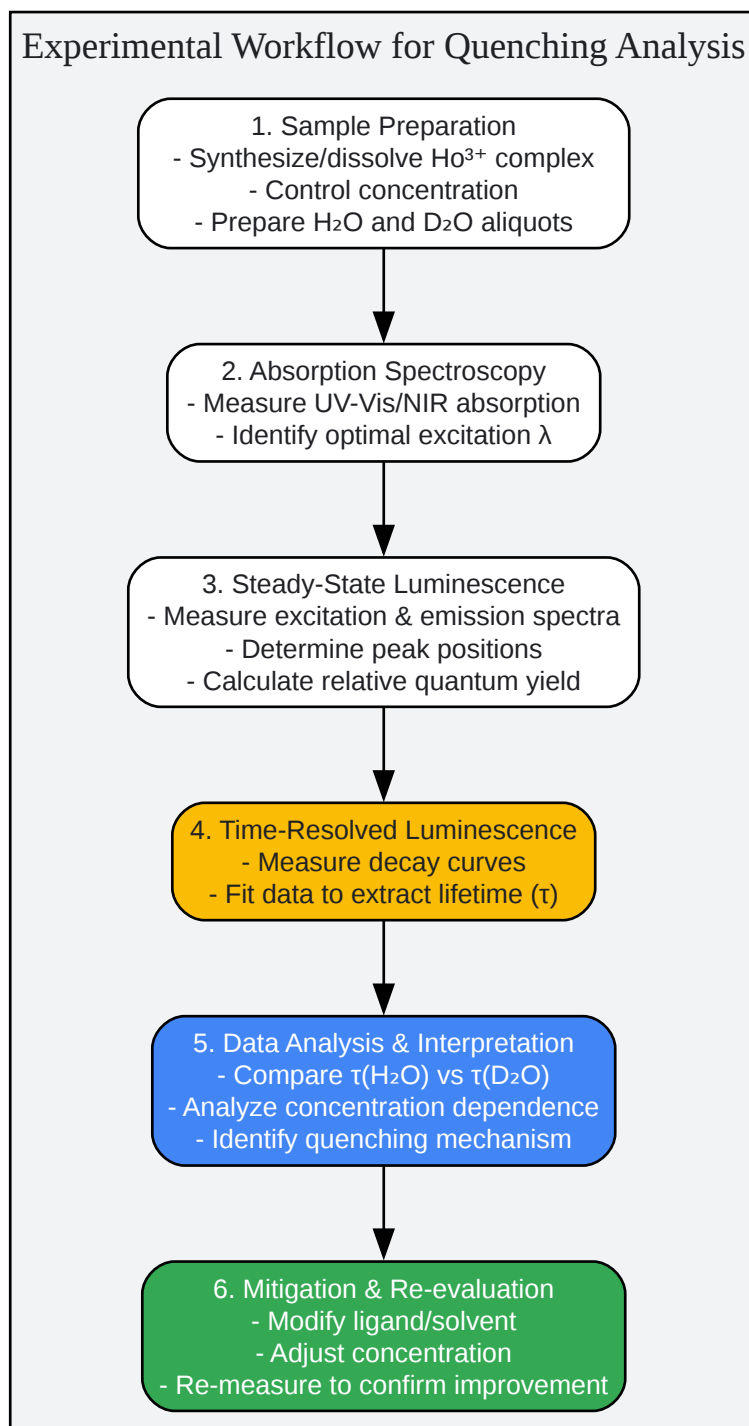 Experimental Workflow for Quenching Analysis
1. Sample Preparation
- Synthesize/dissolve Ho³⁺ complex
- Control concentration
- Prepare H₂O and D₂O aliquots
2. Absorption Spectroscopy
- Measure UV-Vis/NIR absorption
- Identify optimal excitation λ
3. Steady-State Luminescence
- Measure excitation & emission spectra
- Determine peak positions
- Calculate relative quantum yield
4. Time-Resolved Luminescence
- Measure decay curves
- Fit data to extract lifetime (τ)
5. Data Analysis & Interpretation
- Compare τ(H₂O) vs τ(D₂O)
- Analyze concentration dependence
- Identify quenching mechanism
6. Mitigation & Re-evaluation
- Modify ligand/solvent
- Adjust concentration
- Re-measure to confirm improvement